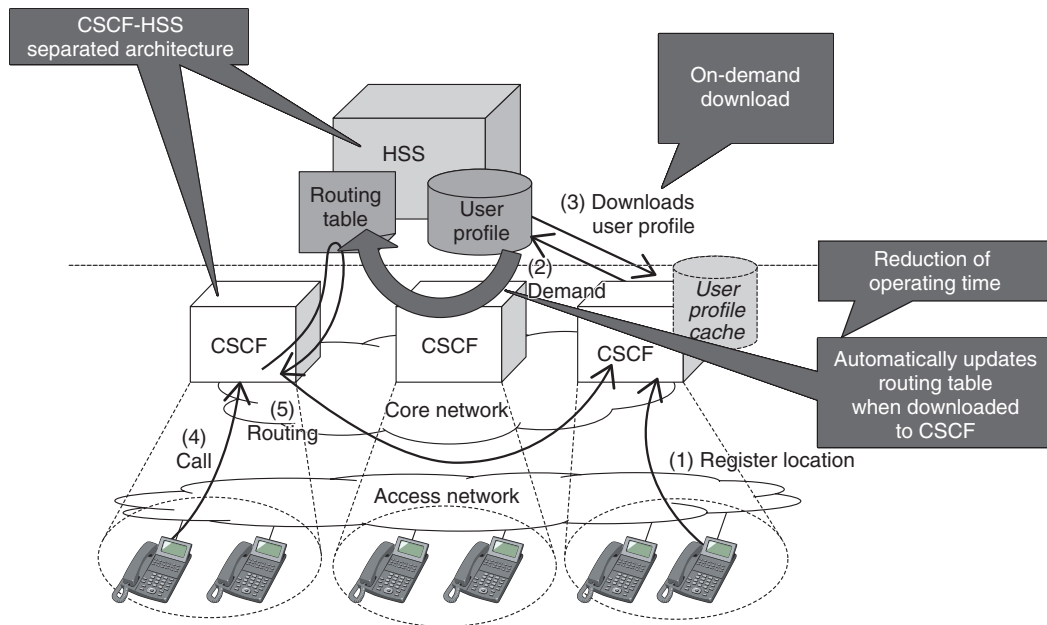 CSCF-HSS
separated architecture
On-demand
download
HSS
Routing
table
User
profile
(3) Downloads
user profile
(2)
Demand
Reduction of
operating time
User
profile
cache
CSCF
CSCF
CSCF
Automatically updates
routing table
when downloaded
to CSCF
Core network
(5)
Routing
(4)
Call
(1) Register location
Access network